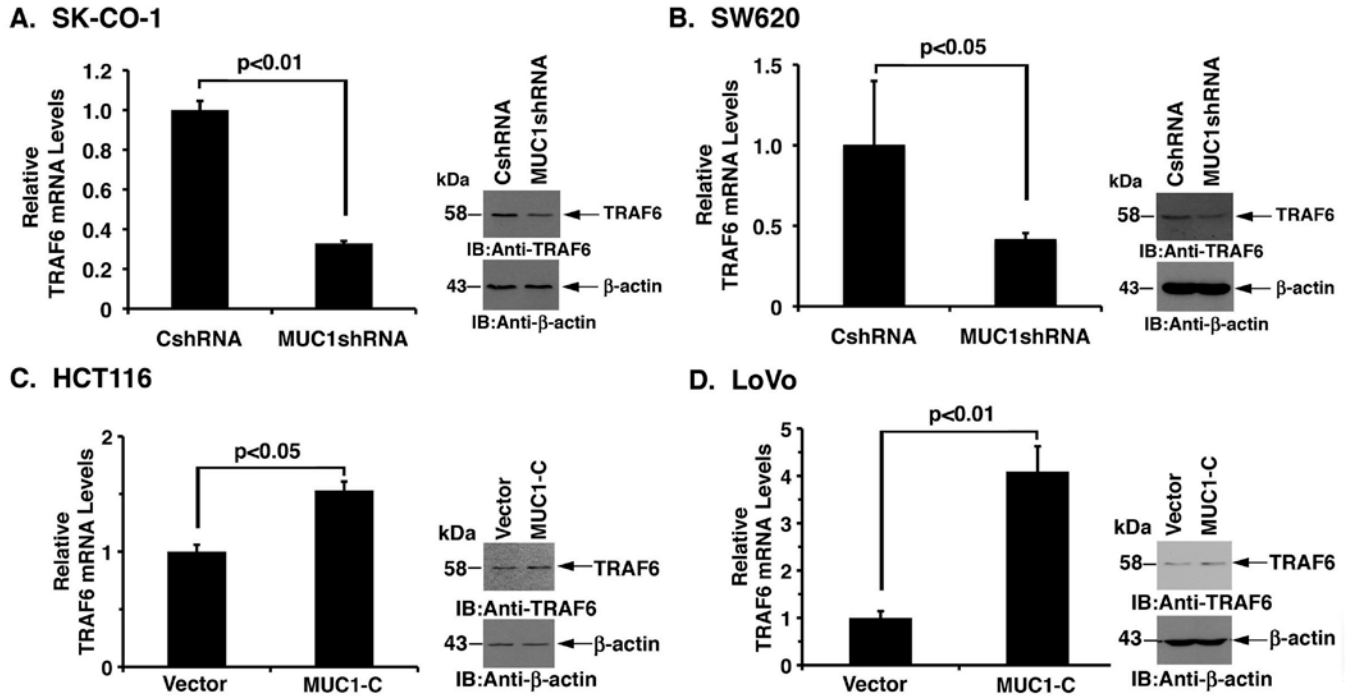 A. SK-CO-1
p<0.01
Relative
TRAF6 mRNA Levels
1.2
1.0
0.8
0.6
0.4
0.2
0
CshRNA MUC1shRNA
CshRNA
MUC1shRNA
kDa
58 TRAF6
IB:Anti-TRAF6
43 β-actin
IB:Anti-β-actin
B. SW620
p<0.05
Relative
TRAF6 mRNA Levels
1.5
1.0
0.5
0
CshRNA MUC1shRNA
CshRNA
MUC1shRNA
kDa
58 TRAF6
IB:Anti-TRAF6
43 β-actin
IB:Anti-β-actin
C. HCT116
p<0.05
Relative
TRAF6 mRNA Levels
2
1
0
Vector MUC1-C
Vector
MUC1-C
kDa
58 TRAF6
IB:Anti-TRAF6
43 β-actin
IB:Anti-β-actin
D. LoVo
p<0.01
Relative
TRAF6 mRNA Levels
5
4
3
2
1
0
Vector MUC1-C
Vector
MUC1-C
kDa
58 TRAF6
IB:Anti-TRAF6
43 β-actin
IB:Anti-β-actin